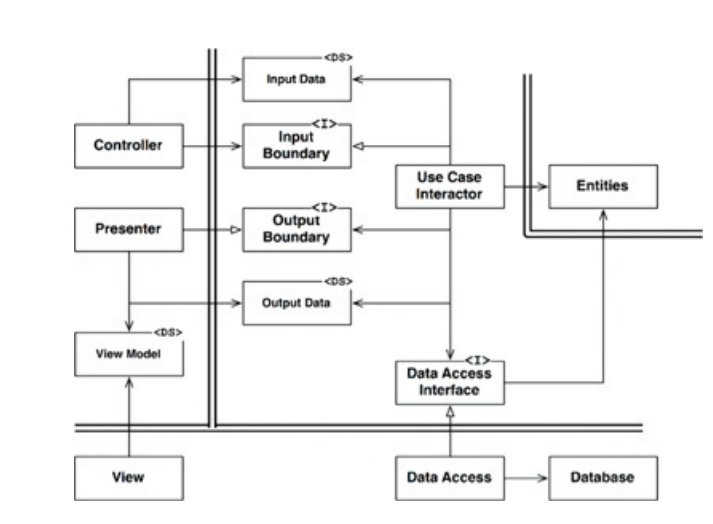 <DS>
Input Data
<I>
Controller
Input
Boundary
Use Case
Interactor
Entities
<I>
Presenter
Output
Boundary
<DS>
Output Data
<DS>
View Model
<I>
Data Access
Interface
View
Data Access
Database